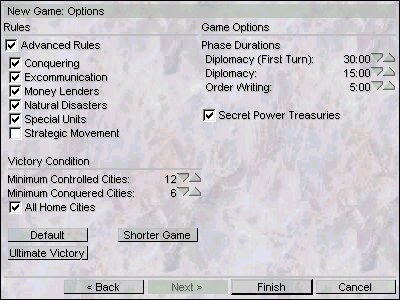 New Game: Options
Rules
Advanced Rules
Conquering
Excommunication
Money Lenders
Natural Disasters
Special Units
Strategic Movement
Victory Condition
Minimum Controlled Cities: 12
Minimum Conquered Cities: 6
All Home Cities
Default
Shorter Game
Ultimate Victory
Game Options
Phase Durations
Diplomacy (First Turn): 30:00
Diplomacy: 15:00
Order Writing: 5:00
Secret Power Treasuries
< Back
Next >
Finish
Cancel